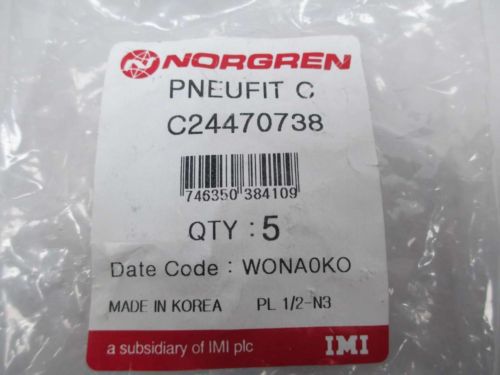 NORGREN
PNEUFIT C
C24470738
746350 384109
QTY : 5
Date Code : WONA0KO
MADE IN KOREA PL 1/2-N3
a subsidiary of IMI plc IMI